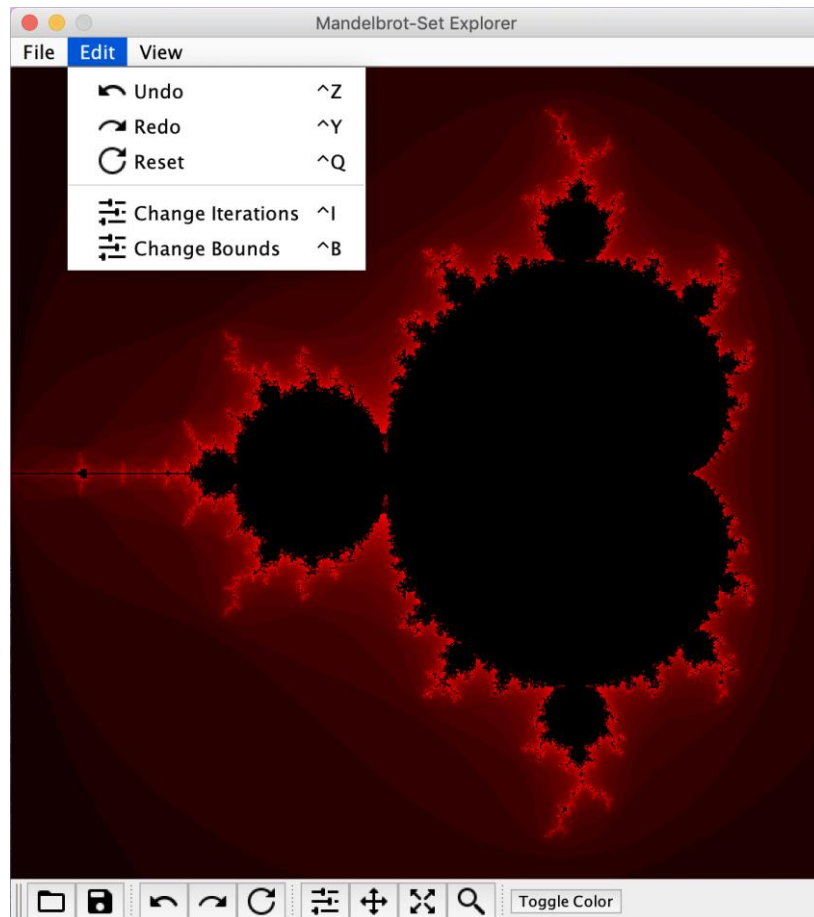 Mandelbrot-Set Explorer
File Edit View
Undo ^Z
Redo ^Y
Reset ^Q
Change Iterations ^I
Change Bounds ^B
Toggle Color